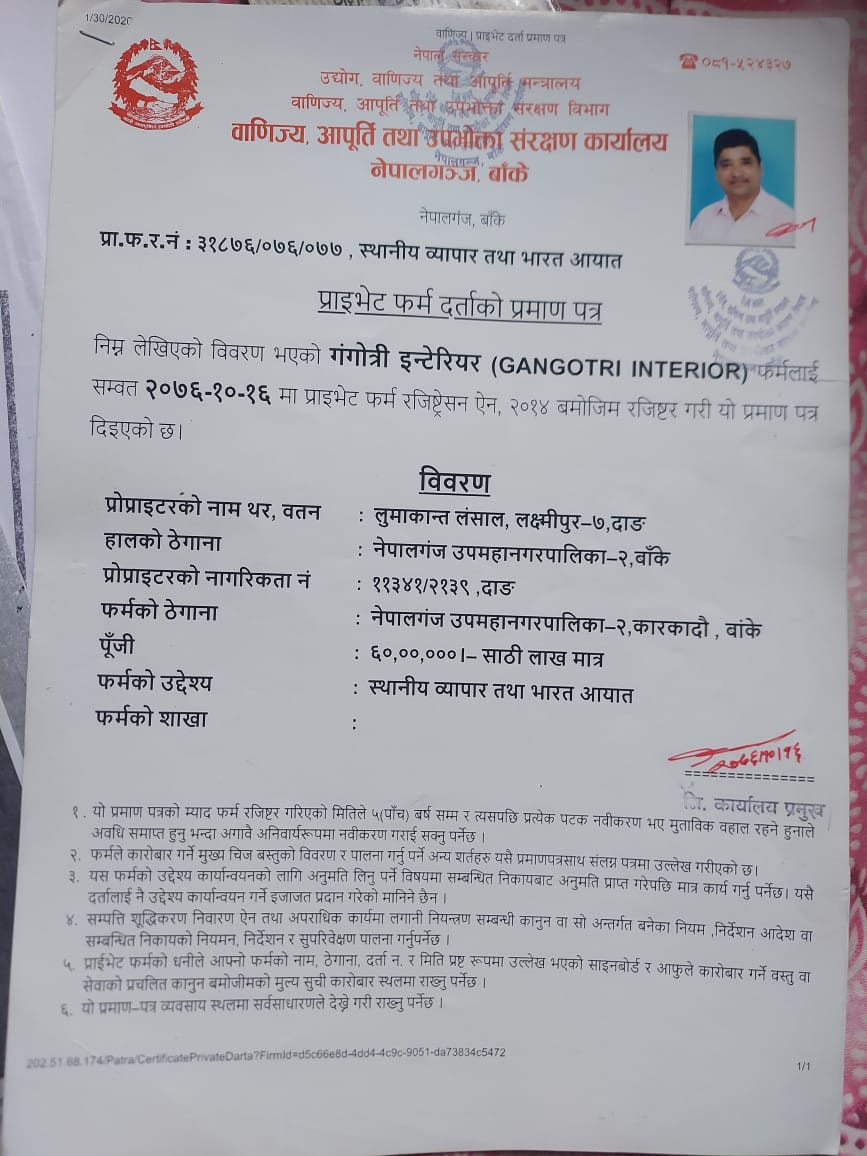 1/30/2020
वाणिज्य | प्राइभेट दर्ता प्रमाण पत्र
नेपाल सरकार
☎०८१-५२४३२७
उद्योग, वाणिज्य तथा आपूर्ति मन्त्रालय
वाणिज्य, आपूर्ति तथा उपभोक्ता संरक्षण विभाग
वाणिज्य, आपूर्ति तथा उपभोक्ता संरक्षण कार्यालय
नेपालगञ्ज, बाँके
नेपालगंज, बाँके
प्रा.फ.र.नं : ३१८७६/०७६/०७७ , स्थानीय व्यापार तथा भारत आयात
प्राइभेट फर्म दर्ताको प्रमाण पत्र
निम्न लेखिएको विवरण भएको गंगोत्री इन्टेरियर (GANGOTRI INTERIOR) फर्मलाई
सम्वत २०७६-१०-१६ मा प्राइभेट फर्म रजिष्ट्रेसन ऐन, २०१४ बमोजिम रजिष्टर गरी यो प्रमाण पत्र
दिइएको छ।
विवरण
प्रोप्राइटरको नाम थर, वतन : लुमाकान्त लंसाल, लक्ष्मीपुर–७,दाङ
हालको ठेगाना : नेपालगंज उपमहानगरपालिका–२,बाँके
प्रोप्राइटरको नागरिकता नं : ११३४१/२१३९ ,दाङ
फर्मको ठेगाना : नेपालगंज उपमहानगरपालिका–२,कारकादौ , बांके
पूँजी : ६०,००,०००।– साठी लाख मात्र
फर्मको उद्देश्य : स्थानीय व्यापार तथा भारत आयात
फर्मको शाखा :
२०७६।१०।१६
================
नि. कार्यालय प्रमुख
१. यो प्रमाण पत्रको म्याद फर्म रजिष्टर गरिएको मितिले ५(पाँच) बर्ष सम्म र त्यसपछि प्रत्येक पटक नवीकरण भए मुताविक वहाल रहने हुनाले
अवधि समाप्त हुनु भन्दा अगावै अनिवार्यरूपमा नवीकरण गराई सक्नु पर्नेछ ।
२. फर्मले कारोबार गर्ने मुख्य चिज बस्तुको विवरण र पालना गर्नु पर्ने अन्य शर्तहरु यसै प्रमाणपत्रसाथ संलग्न पत्रमा उल्लेख गरीएको छ।
३. यस फर्मको उद्देश्य कार्यान्वयनको लागि अनुमति लिनु पर्ने विषयमा सम्बन्धित निकायबाट अनुमति प्राप्त गरेपछि मात्र कार्य गर्नु पर्नेछ। यसै
दर्तालाई नै उद्देश्य कार्यान्वयन गर्ने इजाजत प्रदान गरेको मानिने छैन ।
४. सम्पत्ति शूद्धिकरण निवारण ऐन तथा अपराधिक कार्यमा लगानी नियन्त्रण सम्बन्धी कानुन वा सो अन्तर्गत बनेका नियम ,निर्देशन आदेश वा
सम्बन्धित निकायको नियमन, निर्देशन र सुपरिवेक्षण पालना गर्नुपर्नेछ ।
५. प्राईभेट फर्मको धनीले आफ्नो फर्मको नाम, ठेगाना, दर्ता न. र मिति प्रष्ट रूपमा उल्लेख भएको साइनबोर्ड र आफुले कारोबार गर्ने वस्तु वा
सेवाको प्रचलित कानुन बमोजीमको मुल्य सुची कारोबार स्थलमा राख्नु पर्नेछ ।
६. यो प्रमाण–पत्र व्यवसाय स्थलमा सर्वसाधारणले देख्ने गरी राख्नु पर्नेछ ।
202.51.68.174/Patra/CertificatePrivateDarta?FirmId=d5c66e8d-4dd4-4c9c-9051-da73834c5472
1/1